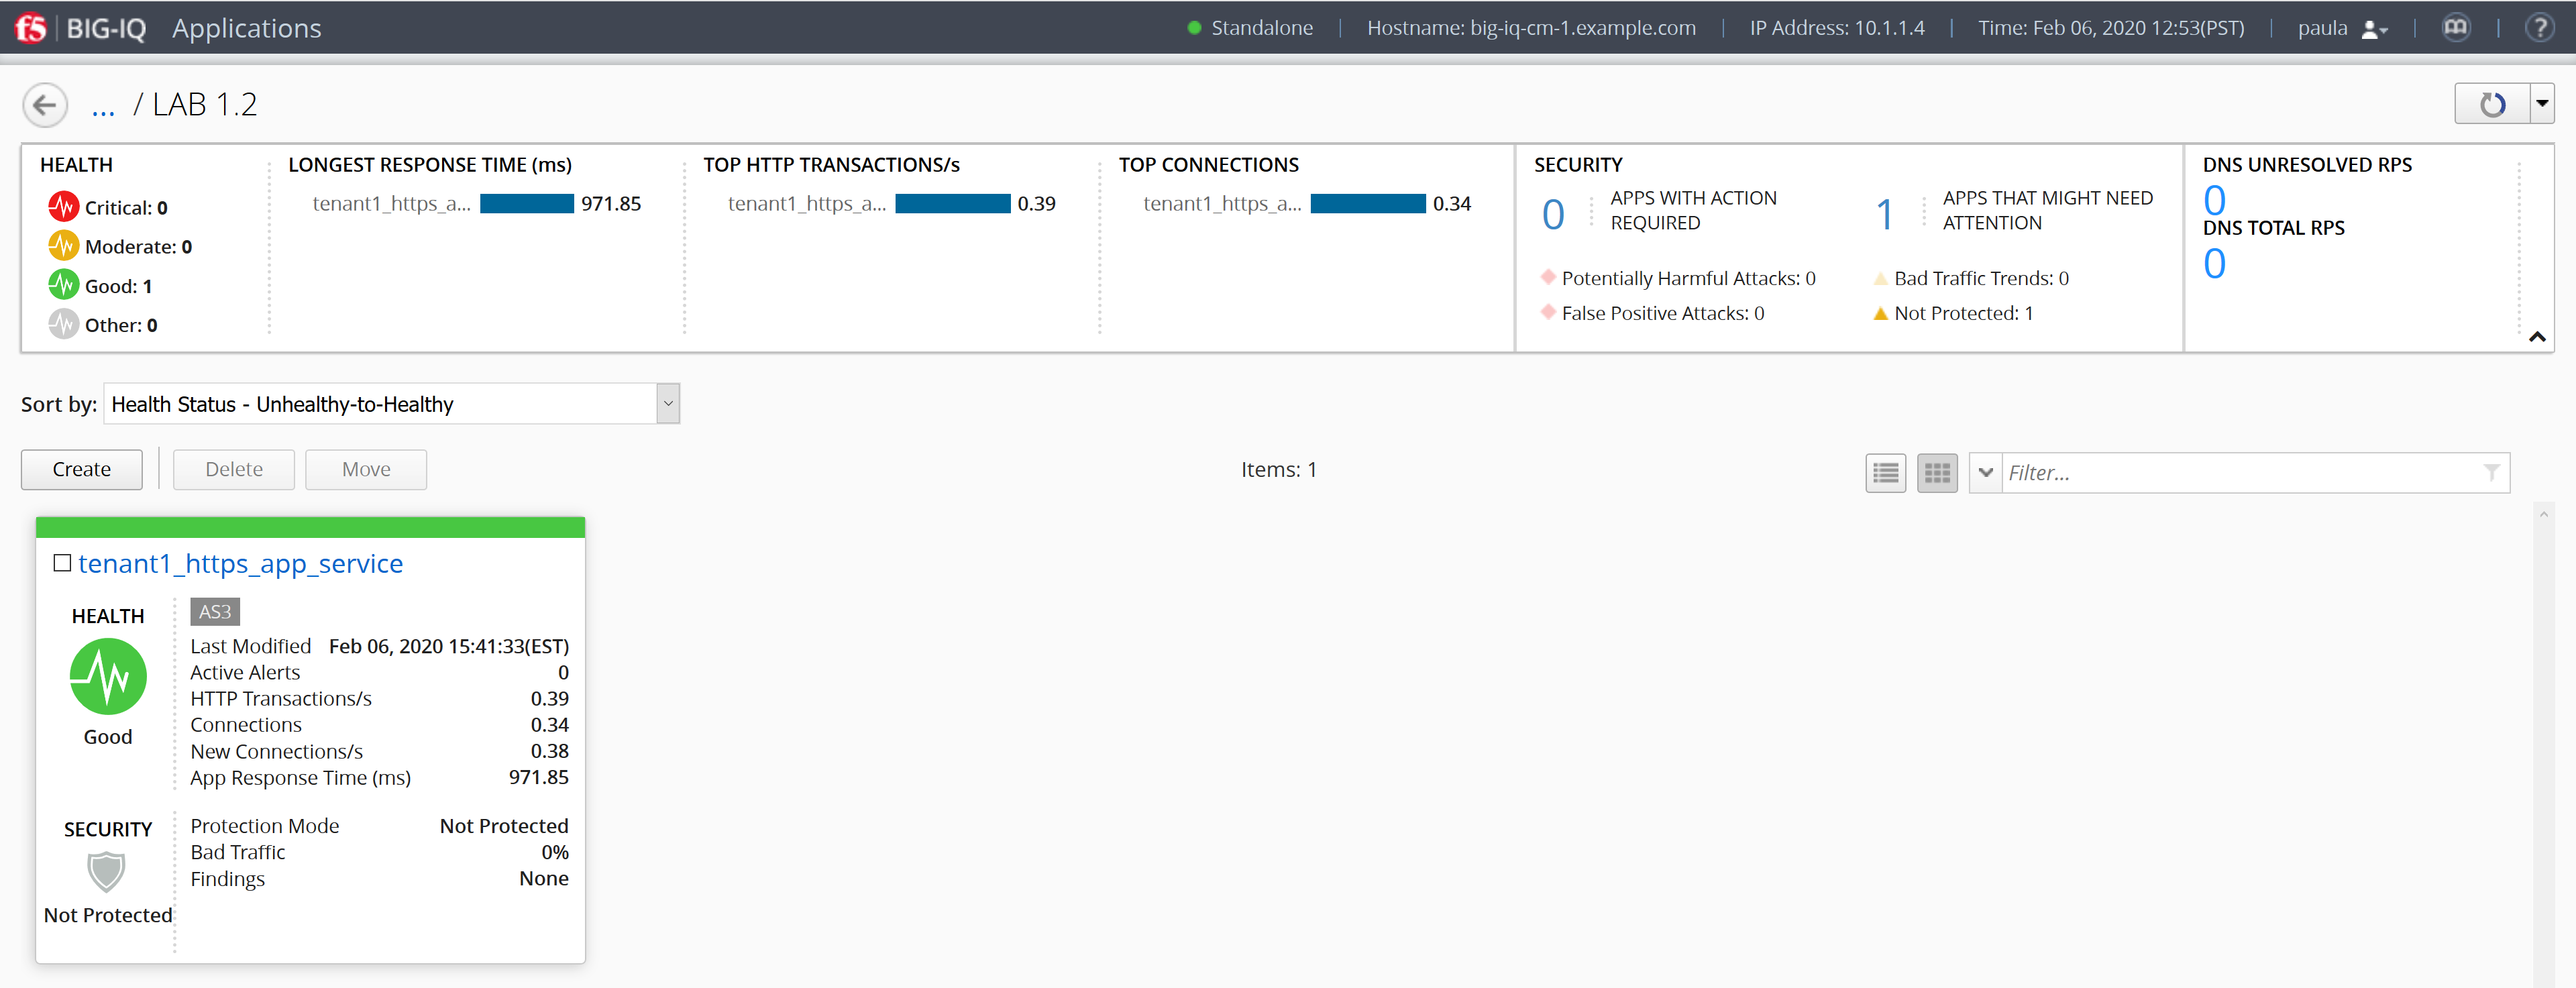 f5 BIG-IQ Applications Standalone Hostname: big-iq-cm-1.example.com IP Address: 10.1.1.4 Time: Feb 06, 2020 12:53(PST) paula ?
... / LAB 1.2
HEALTH
Critical: 0
Moderate: 0
Good: 1
Other: 0
LONGEST RESPONSE TIME (ms)
tenant1_https_a... 971.85
TOP HTTP TRANSACTIONS/s
tenant1_https_a... 0.39
TOP CONNECTIONS
tenant1_https_a... 0.34
SECURITY
0 APPS WITH ACTION
REQUIRED
Potentially Harmful Attacks: 0
False Positive Attacks: 0
1 APPS THAT MIGHT NEED
ATTENTION
Bad Traffic Trends: 0
Not Protected: 1
DNS UNRESOLVED RPS
0
DNS TOTAL RPS
0
Sort by: Health Status - Unhealthy-to-Healthy
Create Delete Move Items: 1 Filter...
tenant1_https_app_service
HEALTH
Good
AS3
Last Modified Feb 06, 2020 15:41:33(EST)
Active Alerts 0
HTTP Transactions/s 0.39
Connections 0.34
New Connections/s 0.38
App Response Time (ms) 971.85
SECURITY
Not Protected
Protection Mode Not Protected
Bad Traffic 0%
Findings None